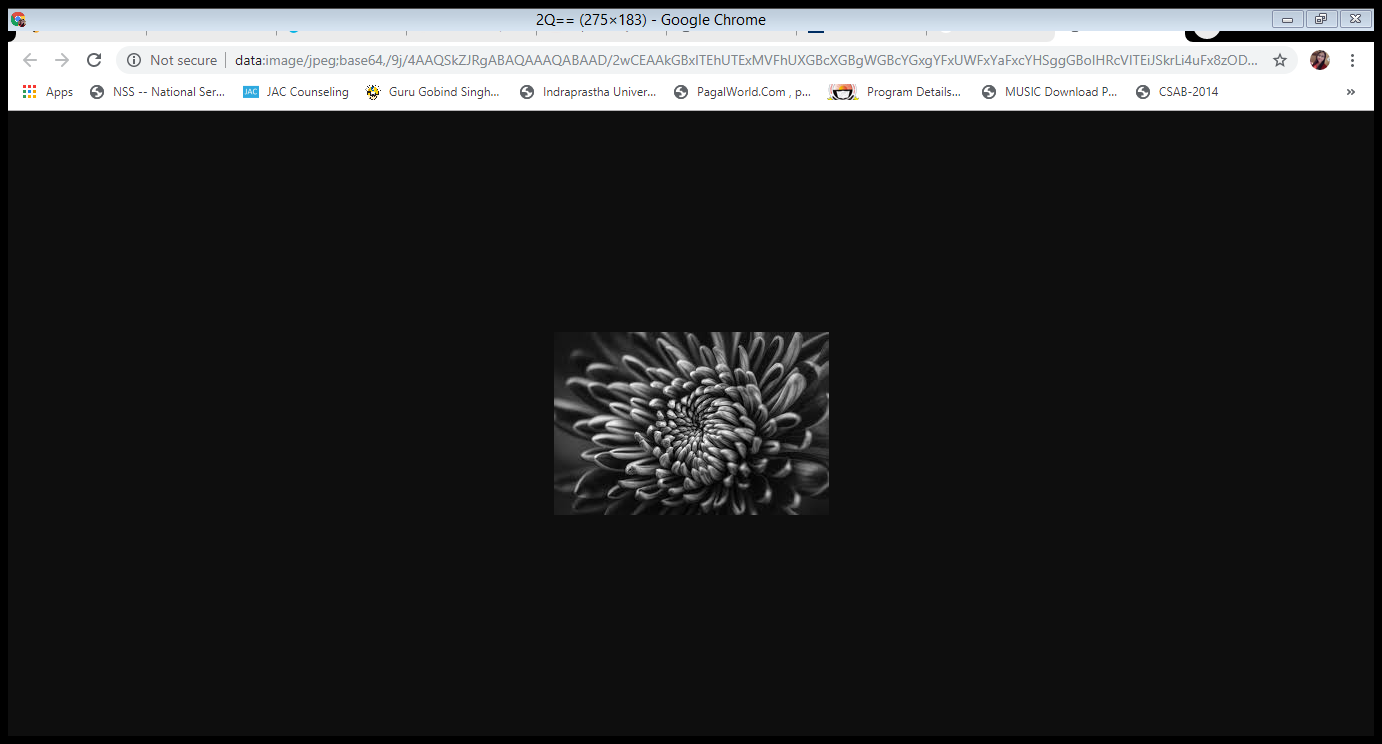 2Q== (275×183) - Google Chrome
Not secure | data:image/jpeg;base64,/9j/4AAQSkZJRgABAQAAAQABAAD/2wCEAAkGBxITEhUTExMVFhUXGBcXGBgWGBcYGxgYFxUWFxYaFxcYHSggGBolHRcVITEiJSkrLi4uFx8zOD...
Apps NSS -- National Ser... JAC Counseling Guru Gobind Singh... Indraprastha Univer... PagalWorld.Com , p... Program Details... MUSIC Download P... CSAB-2014 »